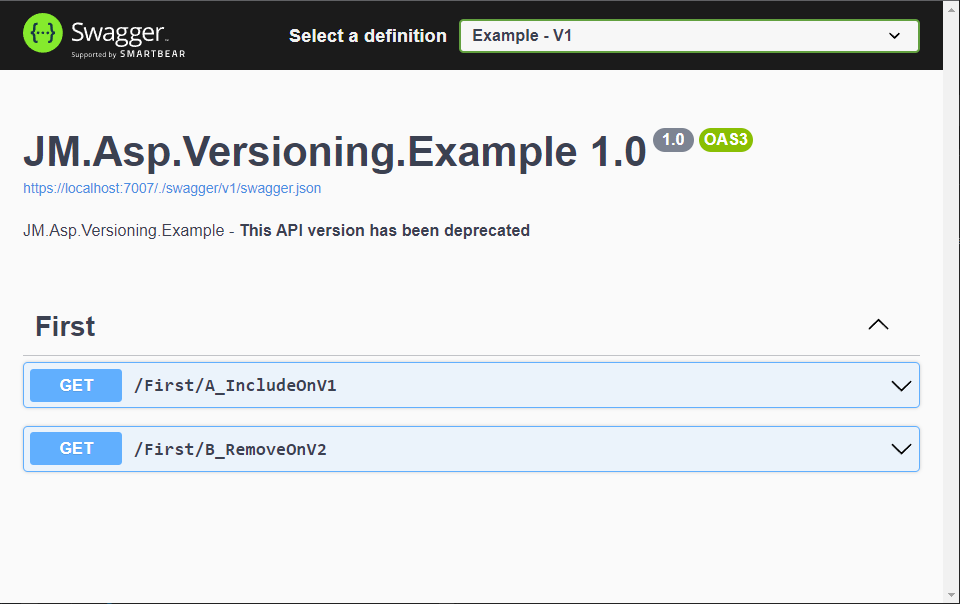 {···} Swagger™
Supported by SMARTBEAR
Select a definition
Example - V1
JM.Asp.Versioning.Example 1.0 1.0 OAS3
https://localhost:7007/./swagger/v1/swagger.json
JM.Asp.Versioning.Example - This API version has been deprecated
First
GET /First/A_IncludeOnV1
GET /First/B_RemoveOnV2